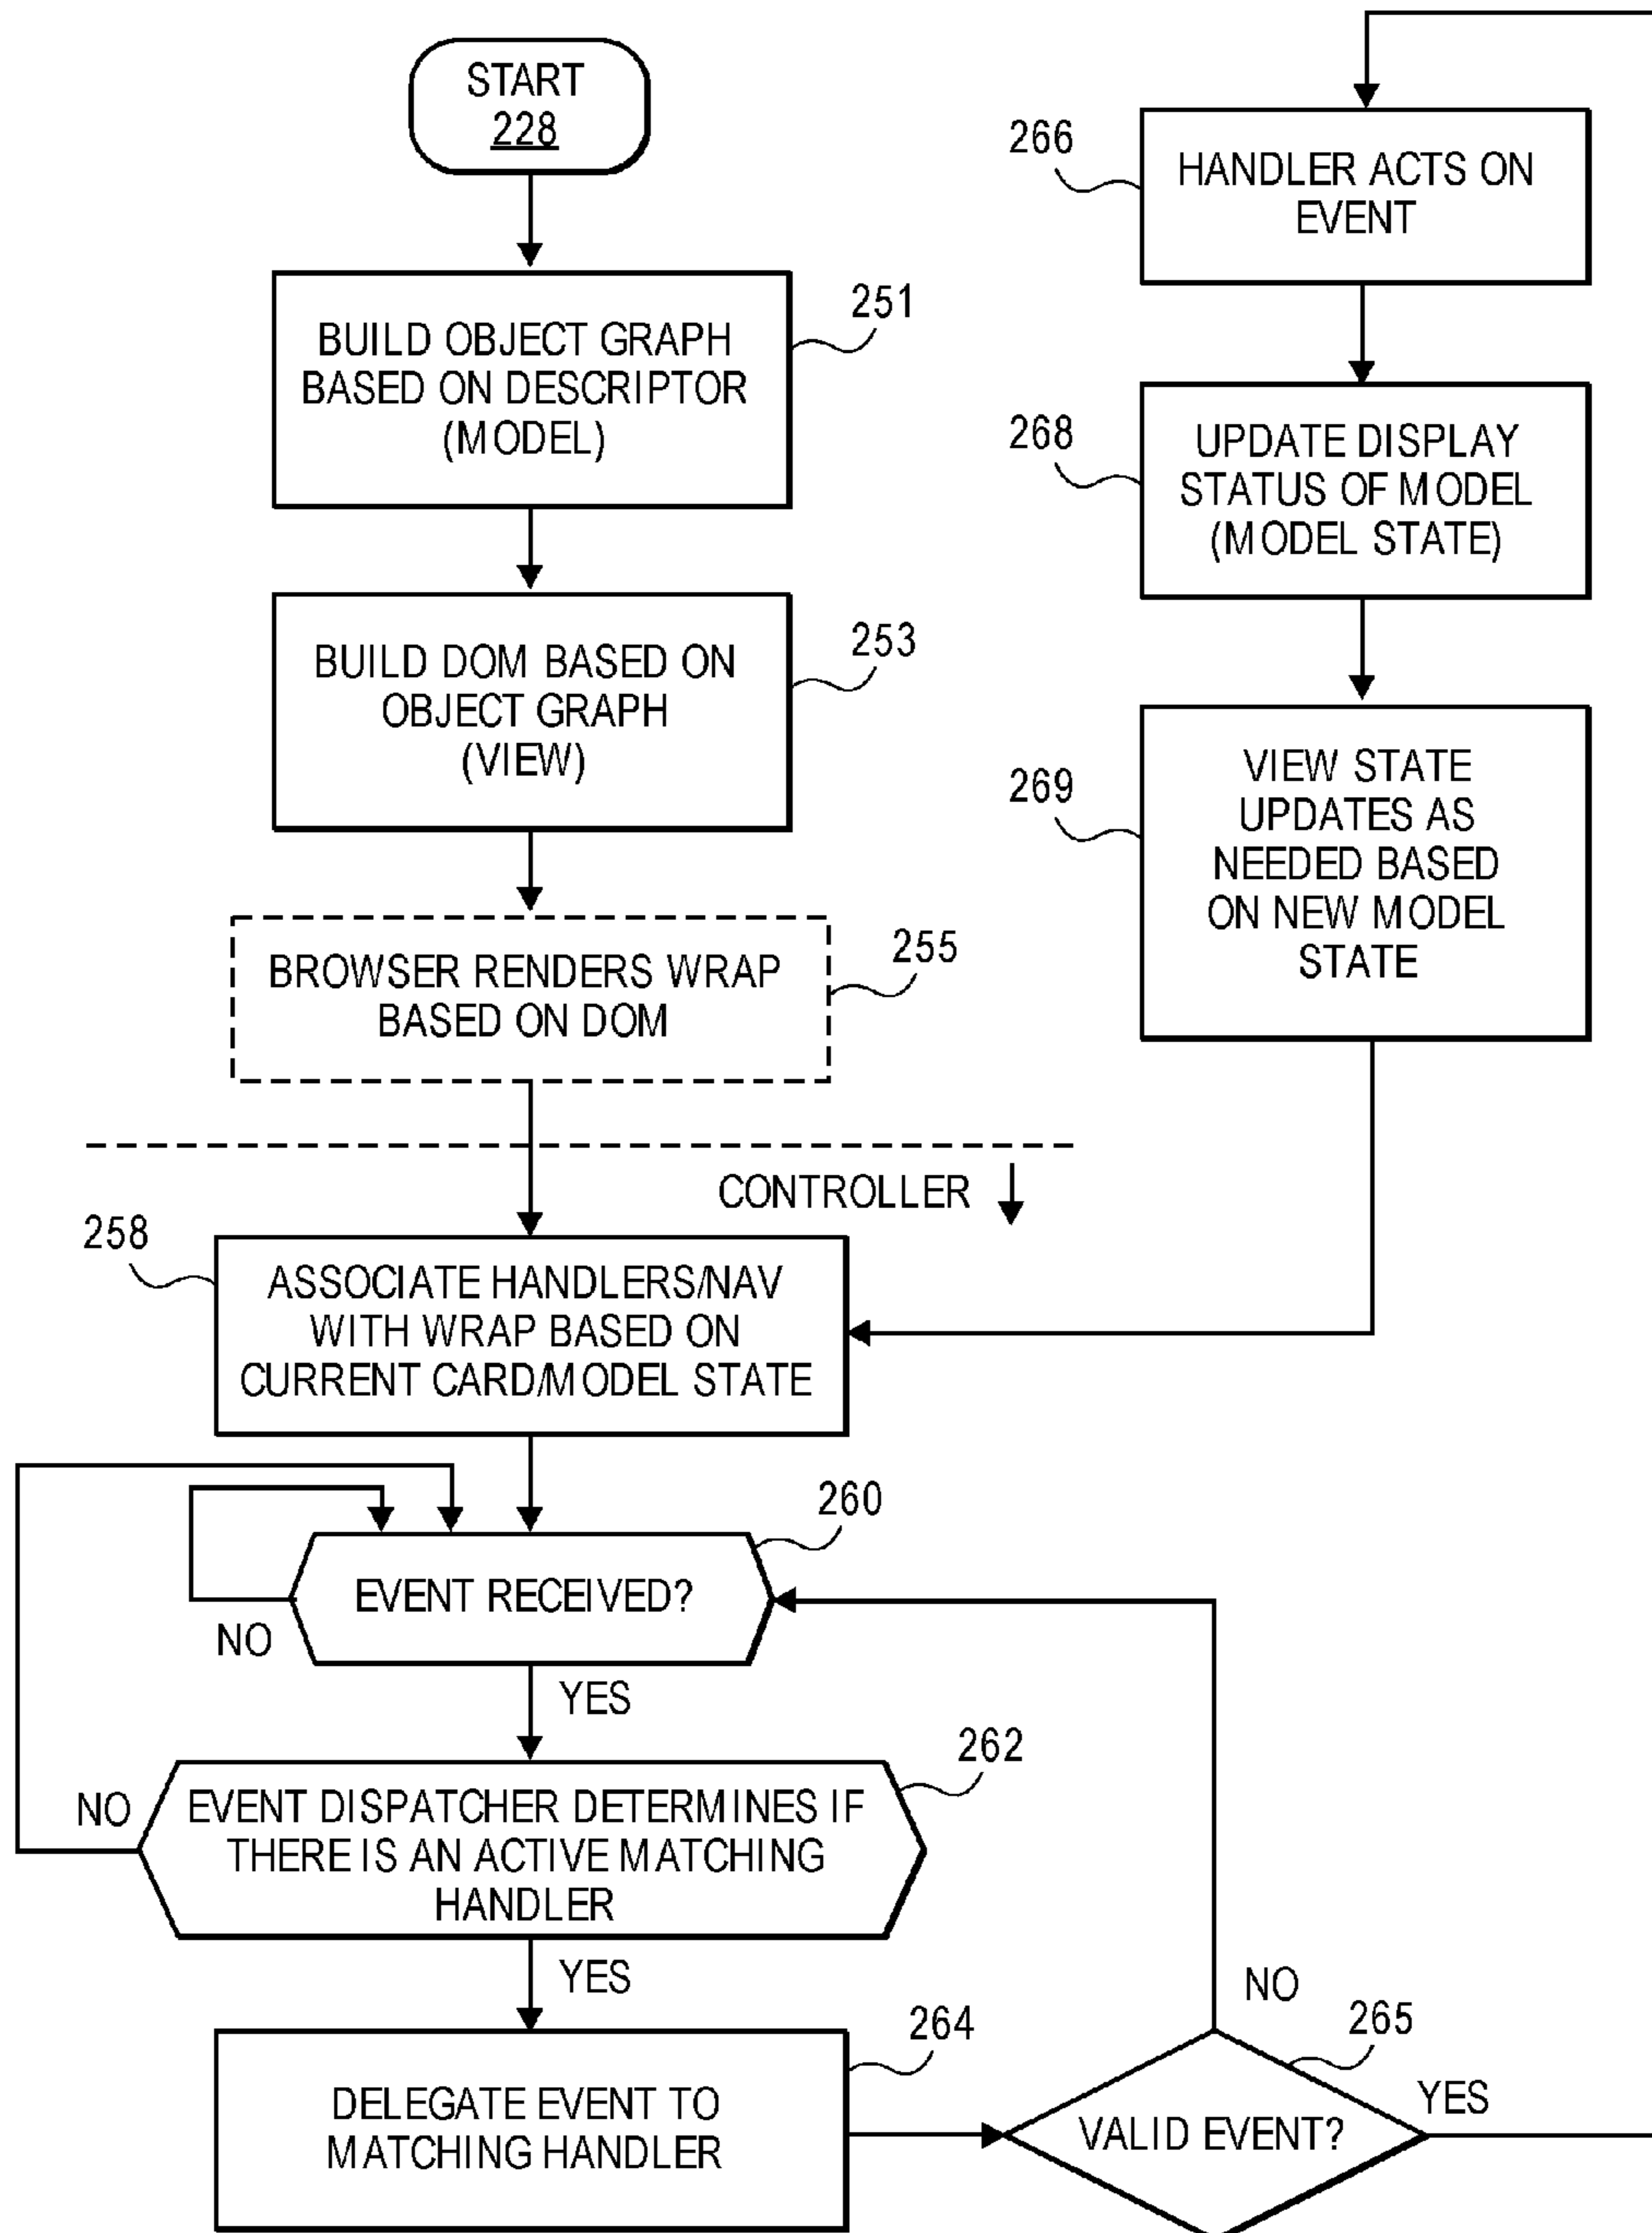 START
228
251
BUILD OBJECT GRAPH
BASED ON DESCRIPTOR
(MODEL)
253
BUILD DOM BASED ON
OBJECT GRAPH
(VIEW)
255
BROWSER RENDERS WRAP
BASED ON DOM
CONTROLLER
258
ASSOCIATE HANDLERS/NAV
WITH WRAP BASED ON
CURRENT CARD/MODEL STATE
260
EVENT RECEIVED?
NO
YES
262
NO
EVENT DISPATCHER DETERMINES IF
THERE IS AN ACTIVE MATCHING
HANDLER
YES
264
DELEGATE EVENT TO
MATCHING HANDLER
NO
265
VALID EVENT?
YES
266
HANDLER ACTS ON
EVENT
268
UPDATE DISPLAY
STATUS OF MODEL
(MODEL STATE)
269
VIEW STATE
UPDATES AS
NEEDED BASED
ON NEW MODEL
STATE